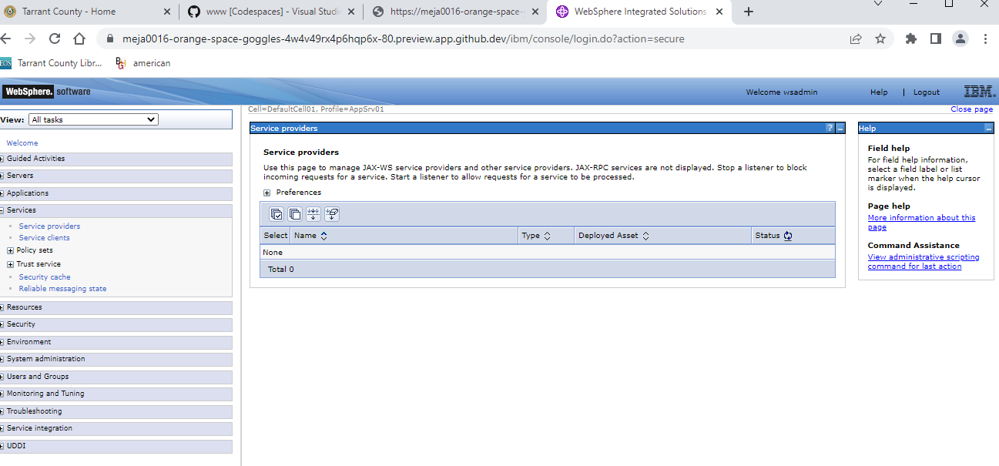 Tarrant County - Home
www [Codespaces] - Visual Studi
https://meja0016-orange-space-
WebSphere Integrated Solutions
meja0016-orange-space-goggles-4w4v49rx4p6hqp6x-80.preview.app.github.dev/ibm/console/login.do?action=secure
EOS Tarrant County Libr... american
WebSphere. software
Welcome wsadmin Help | Logout IBM.
Cell=DefaultCell01, Profile=AppSrv01
Close page
View: All tasks
Welcome
Guided Activities
Servers
Applications
Services
Service providers
Service clients
Policy sets
Trust service
Security cache
Reliable messaging state
Resources
Security
Environment
System administration
Users and Groups
Monitoring and Tuning
Troubleshooting
Service integration
UDDI
Service providers ?
Service providers
Use this page to manage JAX-WS service providers and other service providers. JAX-RPC services are not displayed. Stop a listener to block
incoming requests for a service. Start a listener to allow requests for a service to be processed.
Preferences
Select Name Type Deployed Asset Status
None
Total 0
Help
Field help
For field help information,
select a field label or list
marker when the help cursor
is displayed.
Page help
More information about this
page
Command Assistance
View administrative scripting
command for last action